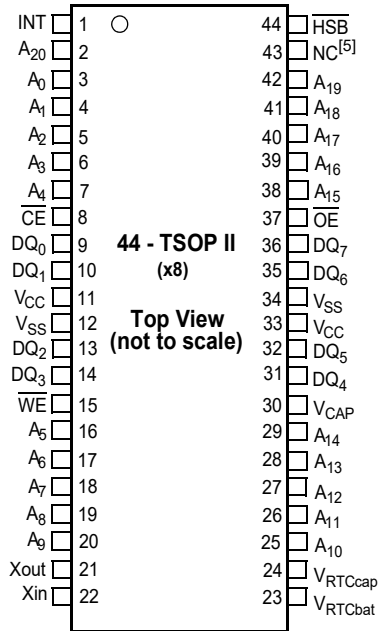 INT 1 44 H̅S̅B̅
A₂₀ 2 43 NC[5]
A₀ 3 42 A₁₉
A₁ 4 41 A₁₈
A₂ 5 40 A₁₇
A₃ 6 39 A₁₆
A₄ 7 38 A₁₅
C̅E̅ 8 37 O̅E̅
DQ₀ 9 44 - TSOP II 36 DQ₇
DQ₁ 10 (x8) 35 DQ₆
VCC 11 34 VSS
VSS 12 Top View 33 VCC
DQ₂ 13 (not to scale) 32 DQ₅
DQ₃ 14 31 DQ₄
W̅E̅ 15 30 VCAP
A₅ 16 29 A₁₄
A₆ 17 28 A₁₃
A₇ 18 27 A₁₂
A₈ 19 26 A₁₁
A₉ 20 25 A₁₀
Xout 21 24 VRTCcap
Xin 22 23 VRTCbat